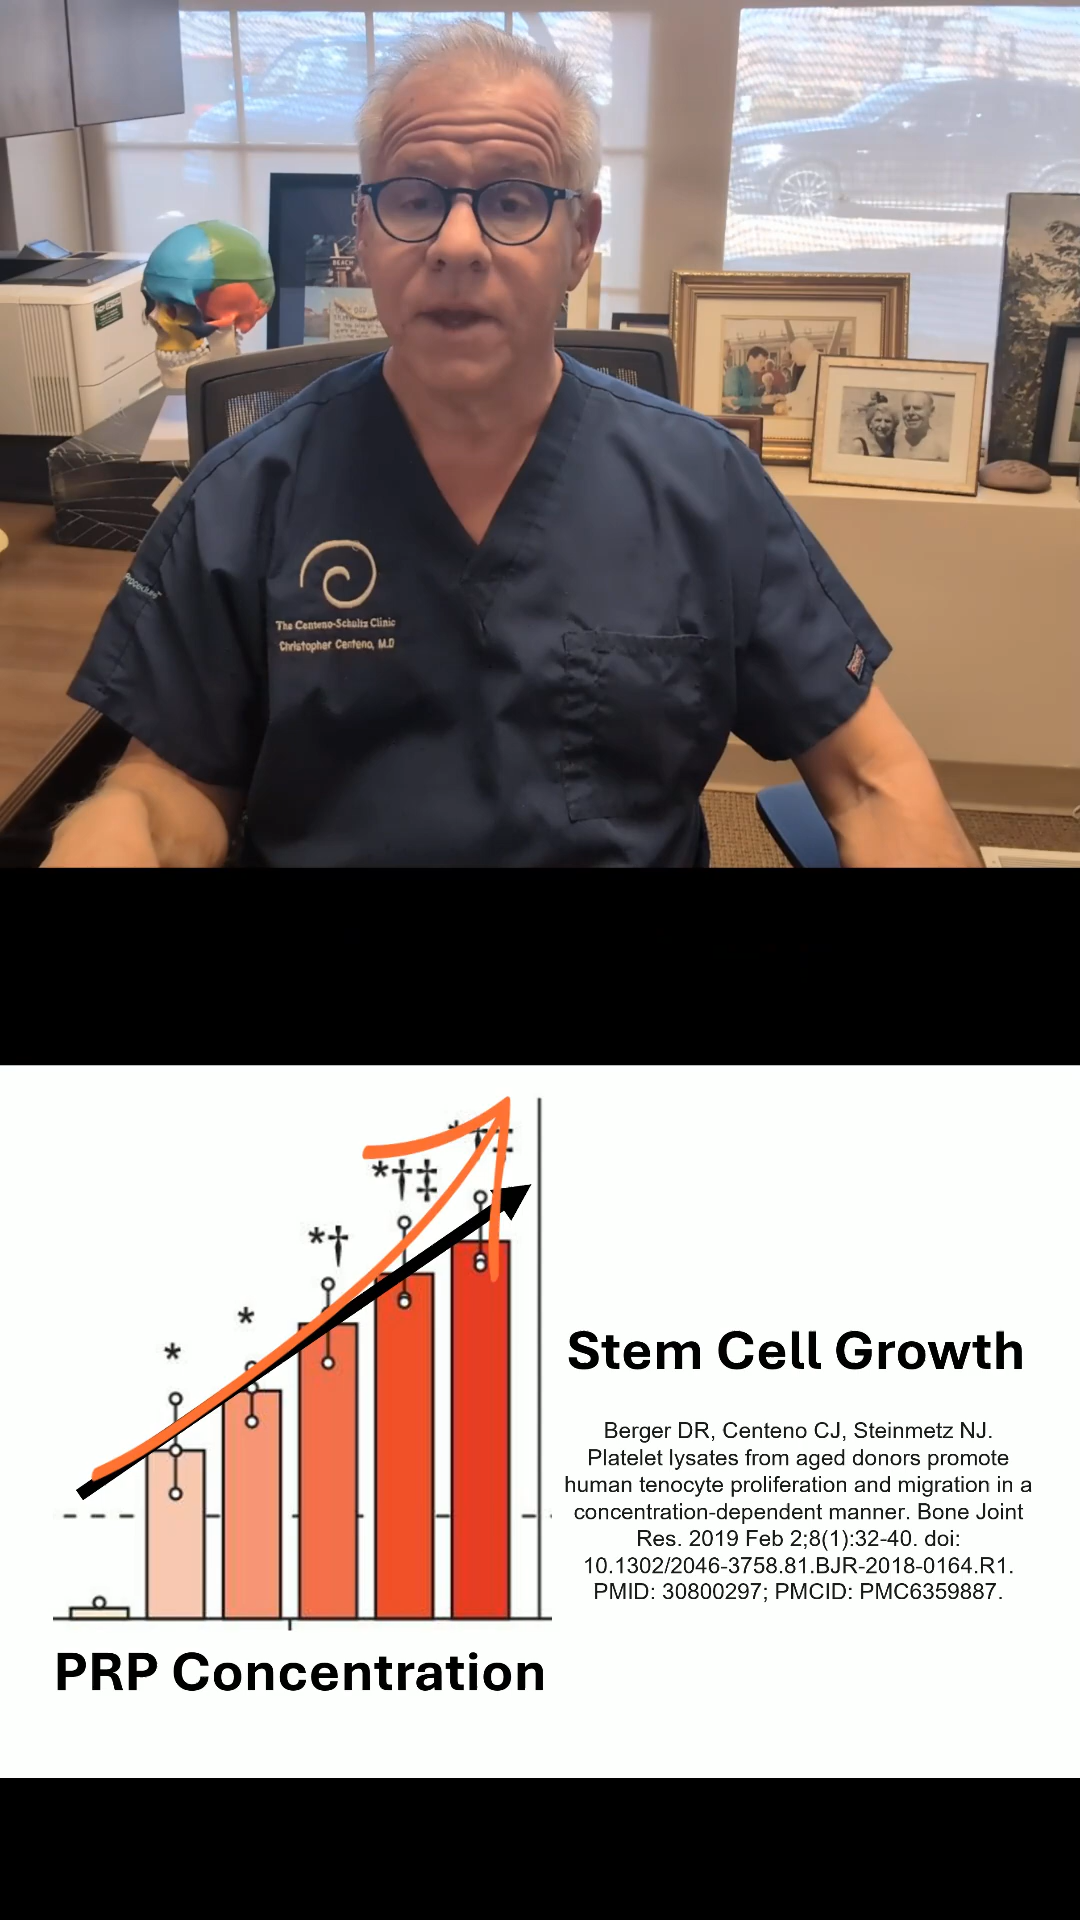 BEACH
Procedure™
The Centeno-Schultz Clinic
Christopher Centeno, M.D
*†‡
*†‡
*†
*
*
Stem Cell Growth
Berger DR, Centeno CJ, Steinmetz NJ.
Platelet lysates from aged donors promote
human tenocyte proliferation and migration in a
concentration-dependent manner. Bone Joint
Res. 2019 Feb 2;8(1):32-40. doi:
10.1302/2046-3758.81.BJR-2018-0164.R1.
PMID: 30800297; PMCID: PMC6359887.
PRP Concentration